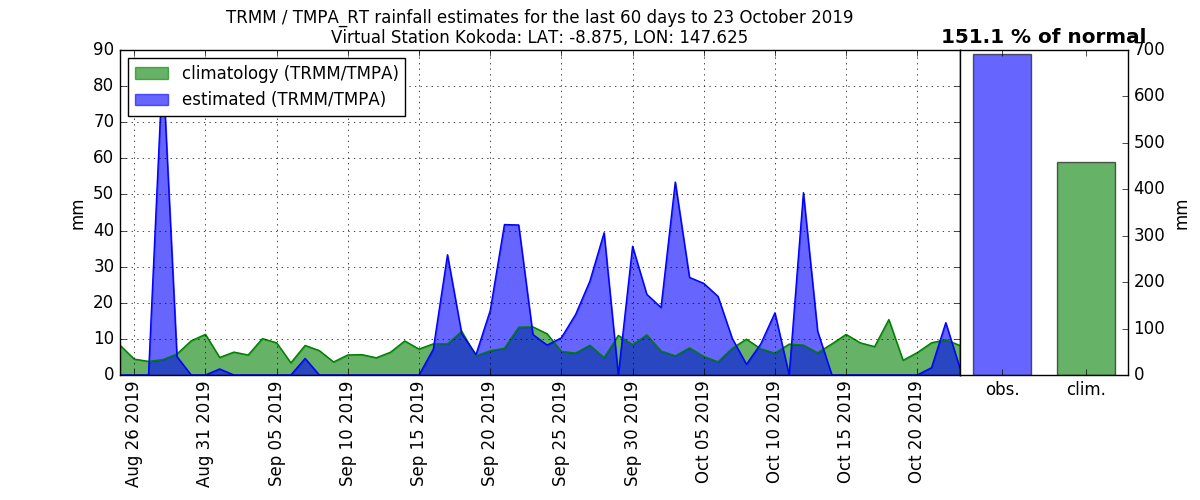 TRMM / TMPA_RT rainfall estimates for the last 60 days to 23 October 2019
Virtual Station Kokoda: LAT: -8.875, LON: 147.625
151.1 % of normal
climatology (TRMM/TMPA)
estimated (TRMM/TMPA)
90
80
70
60
50
40
30
20
10
0
mm
Aug 26 2019
Aug 31 2019
Sep 05 2019
Sep 10 2019
Sep 15 2019
Sep 20 2019
Sep 25 2019
Sep 30 2019
Oct 05 2019
Oct 10 2019
Oct 15 2019
Oct 20 2019
obs.
clim.
700
600
500
400
300
200
100
0
mm